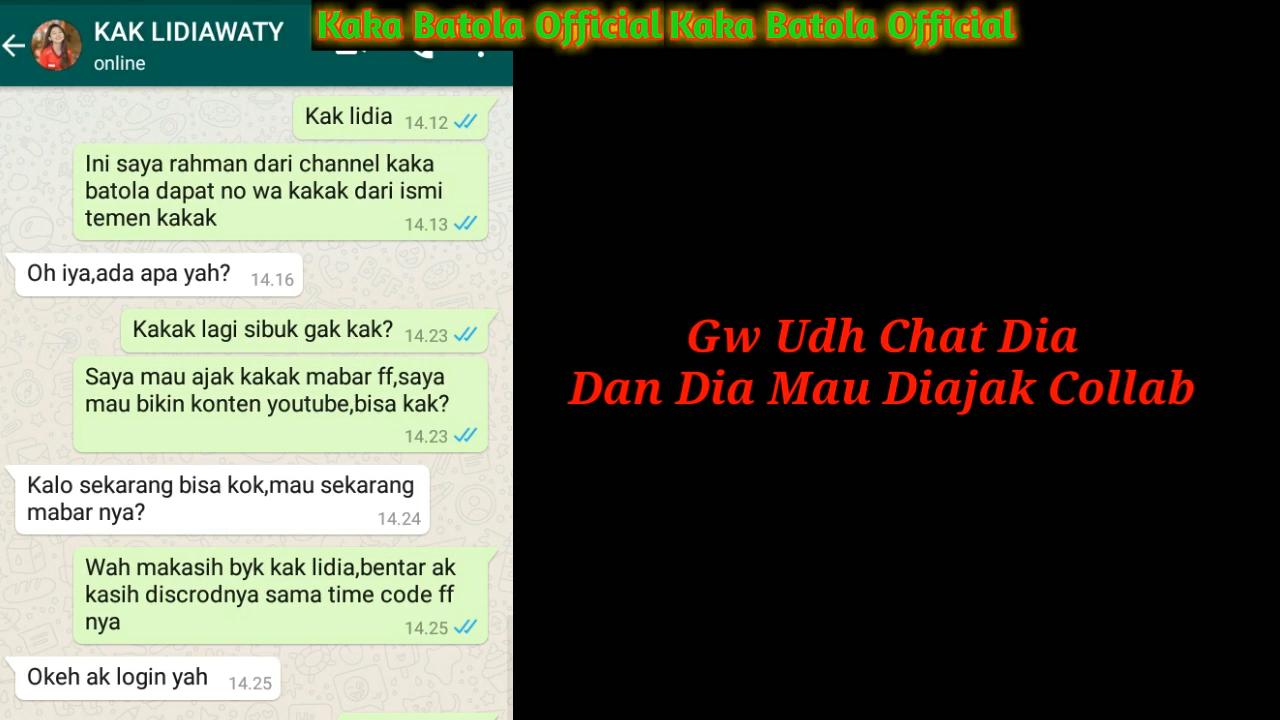 Kaka Batola Official Kaka Batola Official
KAK LIDIAWATY
online
Kak lidia 14.12
Ini saya rahman dari channel kaka
batola dapat no wa kakak dari ismi
temen kakak
14.13
Oh iya,ada apa yah? 14.16
Kakak lagi sibuk gak kak? 14.23
Saya mau ajak kakak mabar ff,saya
mau bikin konten youtube,bisa kak?
14.23
Kalo sekarang bisa kok,mau sekarang
mabar nya?
14.24
Wah makasih byk kak lidia,bentar ak
kasih discrodnya sama time code ff
nya
14.25
Okeh ak login yah 14.25
Gw Udh Chat Dia
Dan Dia Mau Diajak Collab